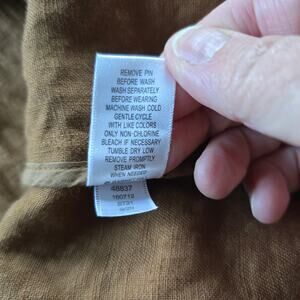 REMOVE PIN
BEFORE WASH
WASH SEPARATELY
BEFORE WEARING
MACHINE WASH COLD
GENTLE CYCLE
WITH LIKE COLORS
ONLY NON-CHLORINE
BLEACH IF NECESSARY
TUMBLE DRY LOW
REMOVE PROMPTLY
STEAM IRON
WHEN NEEDED
48837
160712
ST21